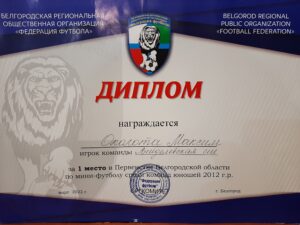 БЕЛГОРОДСКАЯ РЕГИОНАЛЬНАЯ
ОБЩЕСТВЕННАЯ ОРГАНИЗАЦИЯ
«ФЕДЕРАЦИЯ ФУТБОЛА»
BELGOROD REGIONAL
PUBLIC ORGANIZATION
«FOOTBALL FEDERATION»
ДИПЛОМ
награждается
Максим
игрок команды
за 1 место в Первенстве Белгородской области
по мини-футболу среди команд юношей 2012 г.р.
г. Белгород